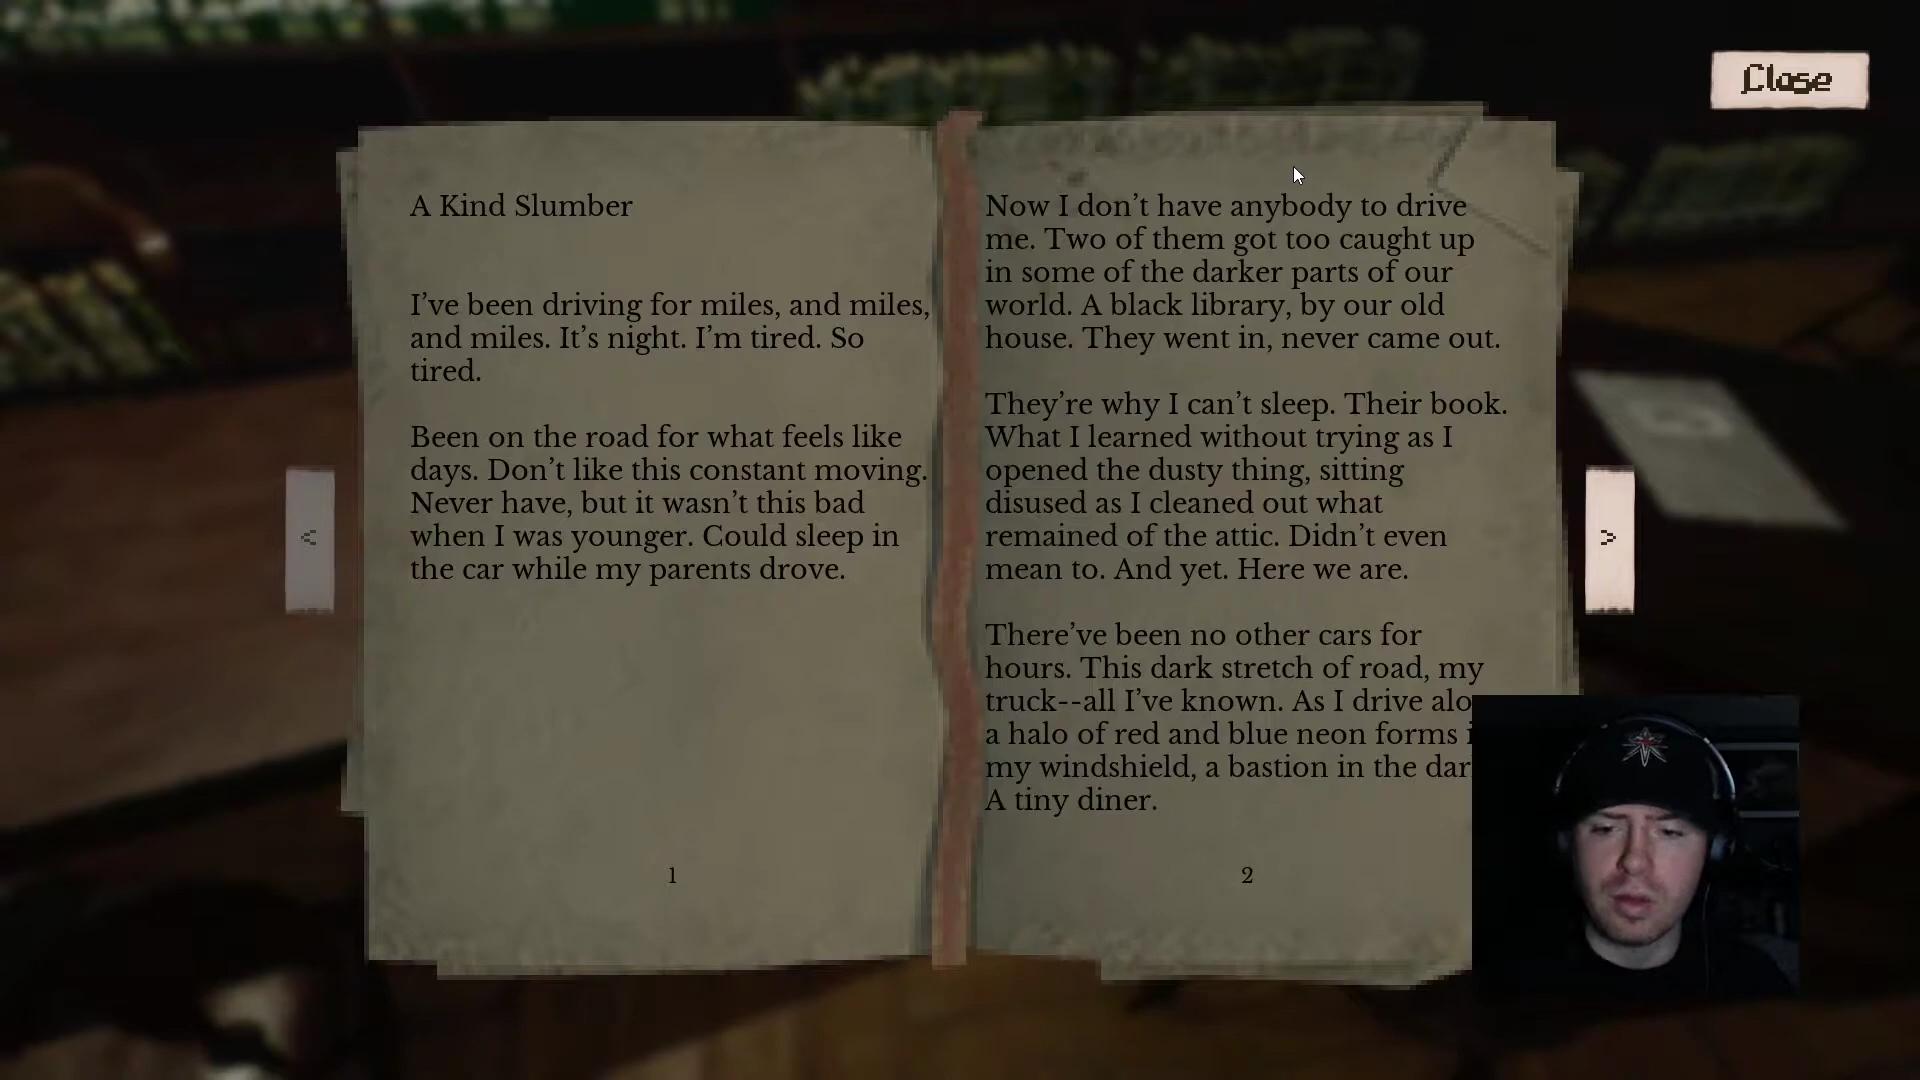 Close
A Kind Slumber
I've been driving for miles, and miles,
and miles. It's night. I'm tired. So
tired.
Been on the road for what feels like
days. Don't like this constant moving.
Never have, but it wasn't this bad
when I was younger. Could sleep in
the car while my parents drove.
1
Now I don't have anybody to drive
me. Two of them got too caught up
in some of the darker parts of our
world. A black library, by our old
house. They went in, never came out.
They're why I can't sleep. Their book.
What I learned without trying as I
opened the dusty thing, sitting
disused as I cleaned out what
remained of the attic. Didn't even
mean to. And yet. Here we are.
There've been no other cars for
hours. This dark stretch of road, my
truck--all I've known. As I drive
a halo of red and blue neon forms
my windshield, a bastion in the
A tiny diner.
2
<
>